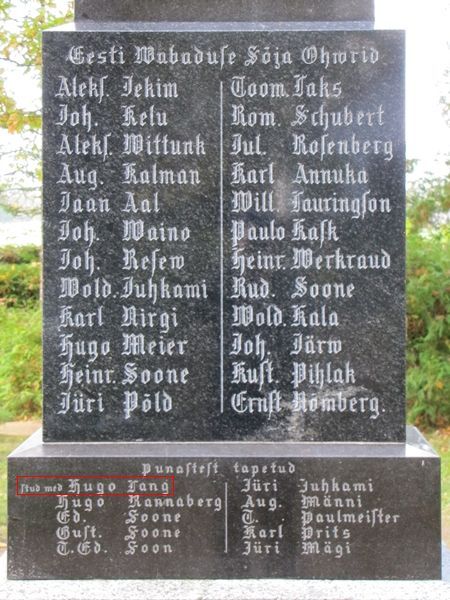 Eesti Wabaduſe Sõja Ohwrid
Alekſ. Jekim
Joh. Kelu
Alekſ. Wittunk
Aug. Kalman
Jaan Aal
Joh. Waino
Joh. Reſew
Wold. Juhkami
Karl Nirgi
Hugo Meier
Heinr. Soone
Jüri Põld
Toom. Laks
Rom. Schubert
Jul. Roſenberg
Karl Annuka
Will. Lauringſon
Paulo Kaſk
Heinr. Werkraud
Rud. Soone
Wold. Kala
Joh. Järw
Kuſt. Pihlak
Ernſt Römberg.
Punaſteſt tapetud
ſtud med Hugo Lang
Hugo Rannaberg
Ed. Soone
Guſt. Soone
T. Ed. Soon
Jüri Juhkami
Aug. Männi
T. Paulmeiſter
Karl Prits
Jüri Mägi